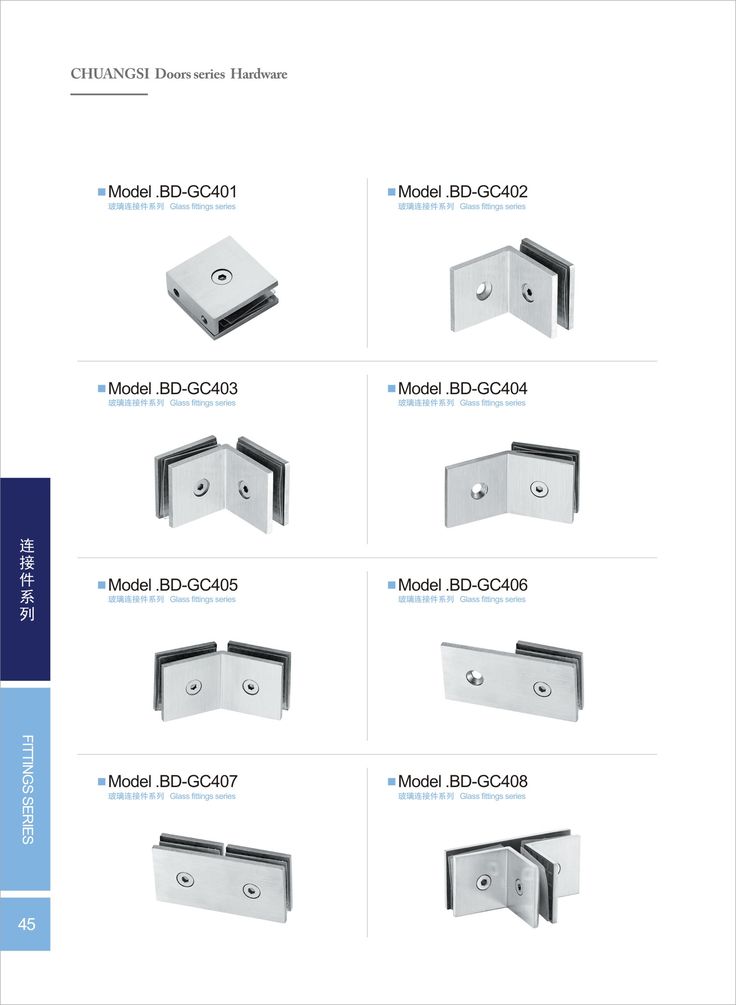 CHUANGSI Doors series Hardware
Model .BD-GC401
玻璃连接件系列 Glass fittings series
Model .BD-GC402
玻璃连接件系列 Glass fittings series
Model .BD-GC403
玻璃连接件系列 Glass fittings series
Model .BD-GC404
玻璃连接件系列 Glass fittings series
Model .BD-GC405
玻璃连接件系列 Glass fittings series
Model .BD-GC406
玻璃连接件系列 Glass fittings series
Model .BD-GC407
玻璃连接件系列 Glass fittings series
Model .BD-GC408
玻璃连接件系列 Glass fittings series
连接件系列
FITTINGS SERIES
45